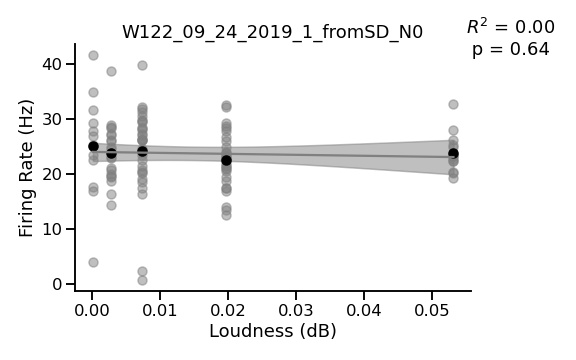 W122_09_24_2019_1_fromSD_N0
R² = 0.00
p = 0.64
Firing Rate (Hz)
40
30
20
10
0
0.00 0.01 0.02 0.03 0.04 0.05
Loudness (dB)